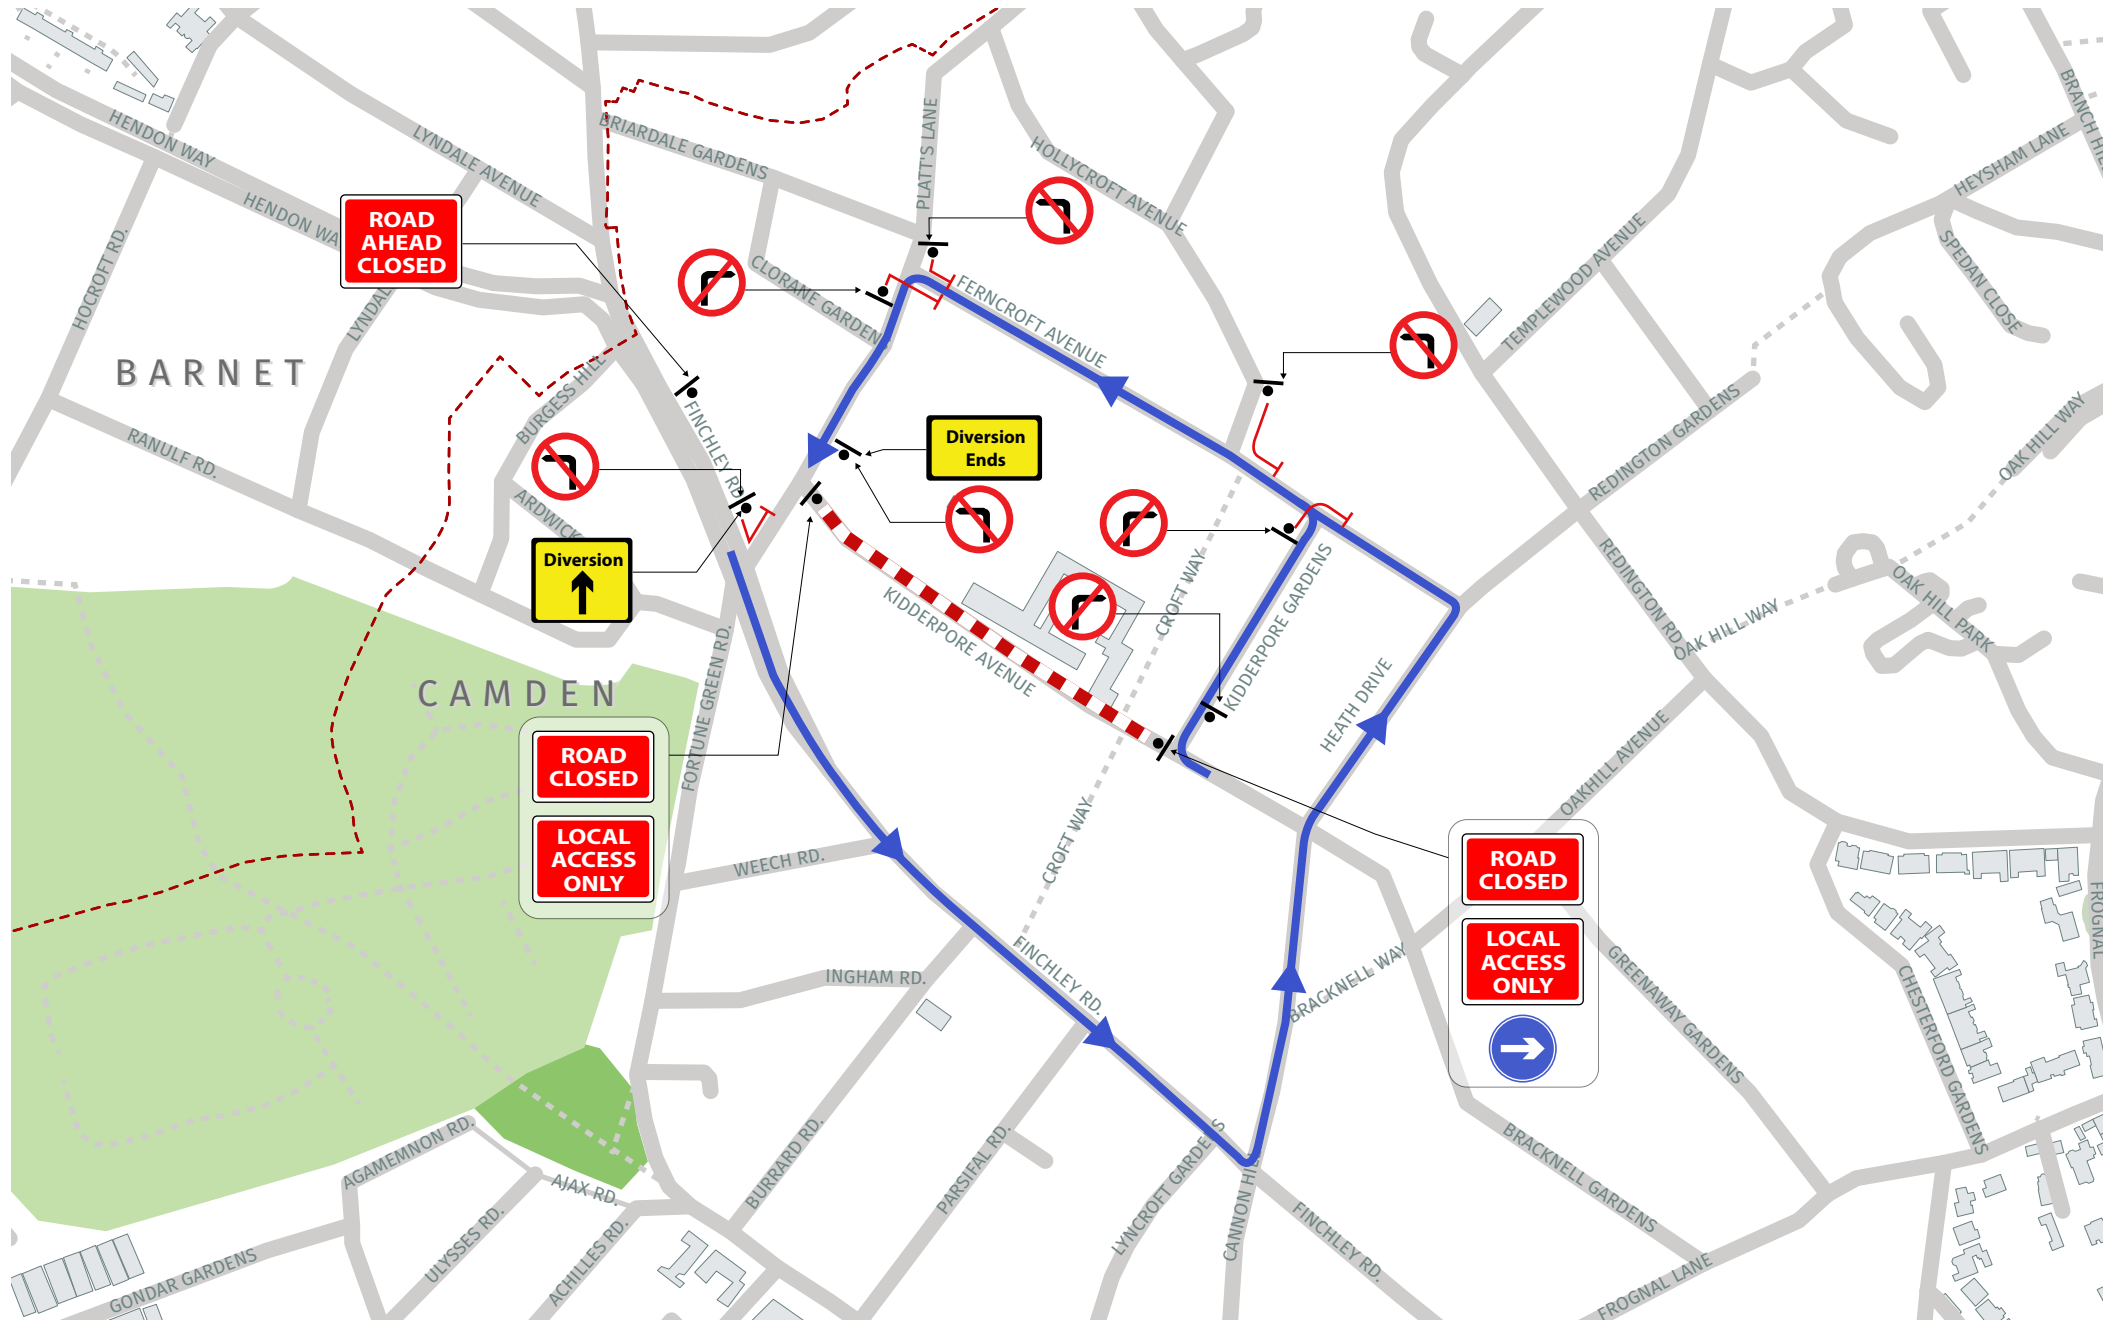 HENDON WAY
LYNDALE AVENUE
BRIARDALE GARDENS
PLATT'S LANE
HOLLYCROFT AVENUE
BRANCH HILL
HEYSHAM LANE
HENDON WA
ROAD
AHEAD
CLOSED
HOCROFT RD.
LYNDAL
CLORANE GARDENS
FERNCROFT AVENUE
TEMPLEWOOD AVENUE
SPEDAN CLOSE
BARNET
BURGESS HILL
FINCHLEY RD.
RANULF RD.
Diversion
Ends
REDINGTON GARDENS
OAK HILL WAY
ARDWICK
Diversion
KIDDERPORE AVENUE
CROFT WAY
KIDDERPORE GARDENS
HEATH DRIVE
REDINGTON RD.
OAK HILL WAY
OAK HILL PARK
CAMDEN
FORTUNE GREEN RD.
ROAD
CLOSED
LOCAL
ACCESS
ONLY
WEECH RD.
CROFT WAY
OAKHILL AVENUE
ROAD
CLOSED
LOCAL
ACCESS
ONLY
FROGNAL
INGHAM RD.
FINCHLEY RD.
BRACKNELL WAY
GREENAWAY GARDENS
CHESTERFORD GARDENS
AGAMEMNON RD.
AJAX RD.
ULYSSES RD.
ACHILLES RD.
GONDAR GARDENS
BURRARD RD.
PARSIFAL RD.
LYNCROFT GARDENS
CANNON HILL
FINCHLEY RD.
BRACKNELL GARDENS
FROGNAL LANE